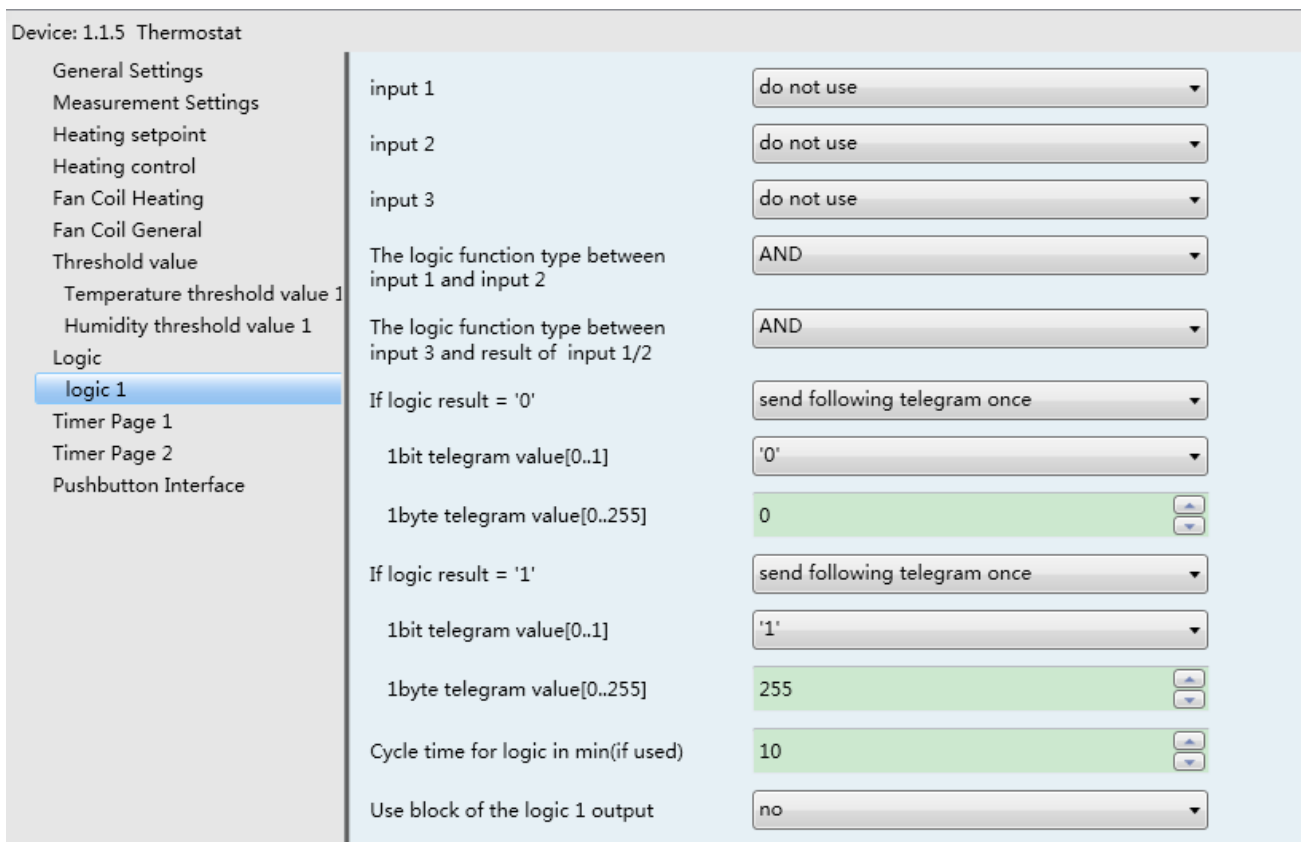 Device: 1.1.5 Thermostat
General Settings
Measurement Settings
Heating setpoint
Heating control
Fan Coil Heating
Fan Coil General
Threshold value
Temperature threshold value 1
Humidity threshold value 1
Logic
logic 1
Timer Page 1
Timer Page 2
Pushbutton Interface
input 1
do not use
input 2
do not use
input 3
do not use
The logic function type between
input 1 and input 2
AND
The logic function type between
input 3 and result of input 1/2
AND
If logic result = '0'
send following telegram once
1bit telegram value[0..1]
'0'
1byte telegram value[0..255]
0
If logic result = '1'
send following telegram once
1bit telegram value[0..1]
'1'
1byte telegram value[0..255]
255
Cycle time for logic in min(if used)
10
Use block of the logic 1 output
no